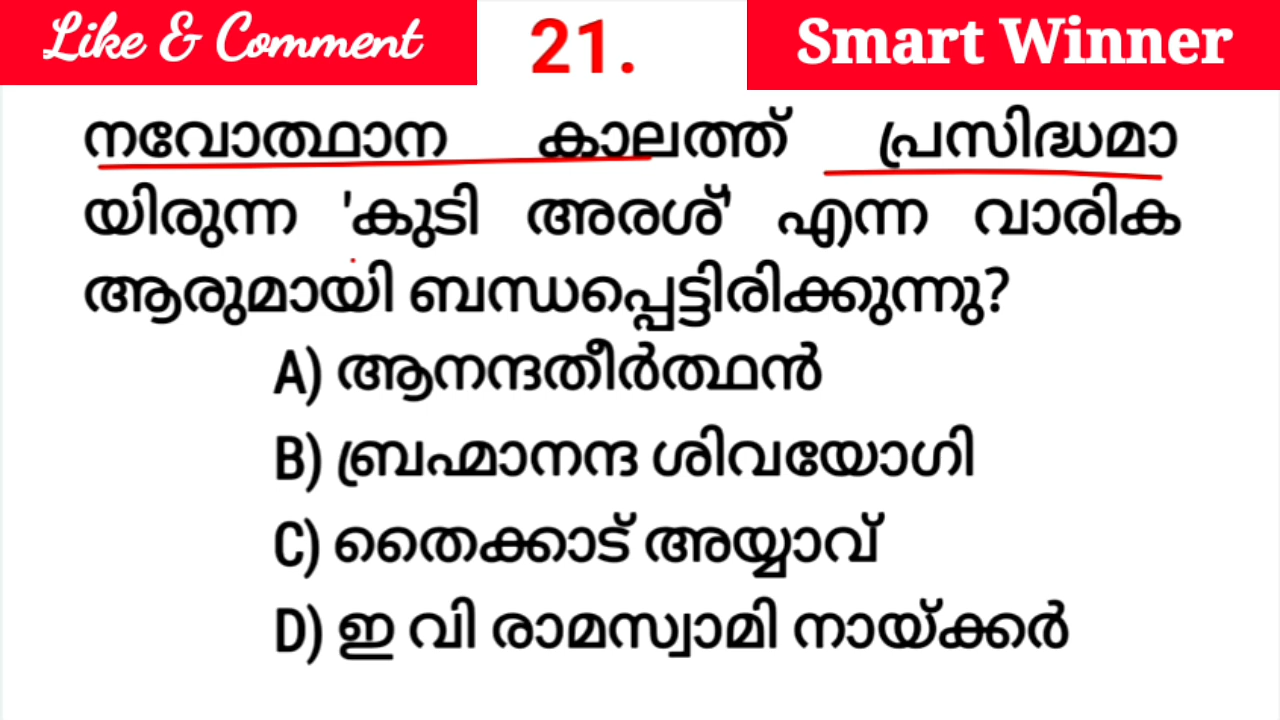 Like & Comment 21. Smart Winner
നവോത്ഥാന കാലത്ത് പ്രസിദ്ധമാ
യിരുന്ന 'കുടി അരശ്' എന്ന വാരിക
ആരുമായി ബന്ധപ്പെട്ടിരിക്കുന്നു?
A) ആനന്ദതീർത്ഥൻ
B) ബ്രഹ്മാനന്ദ ശിവയോഗി
C) തൈക്കാട് അയ്യാവ്
D) ഇ വി രാമസ്വാമി നായ്ക്കർ